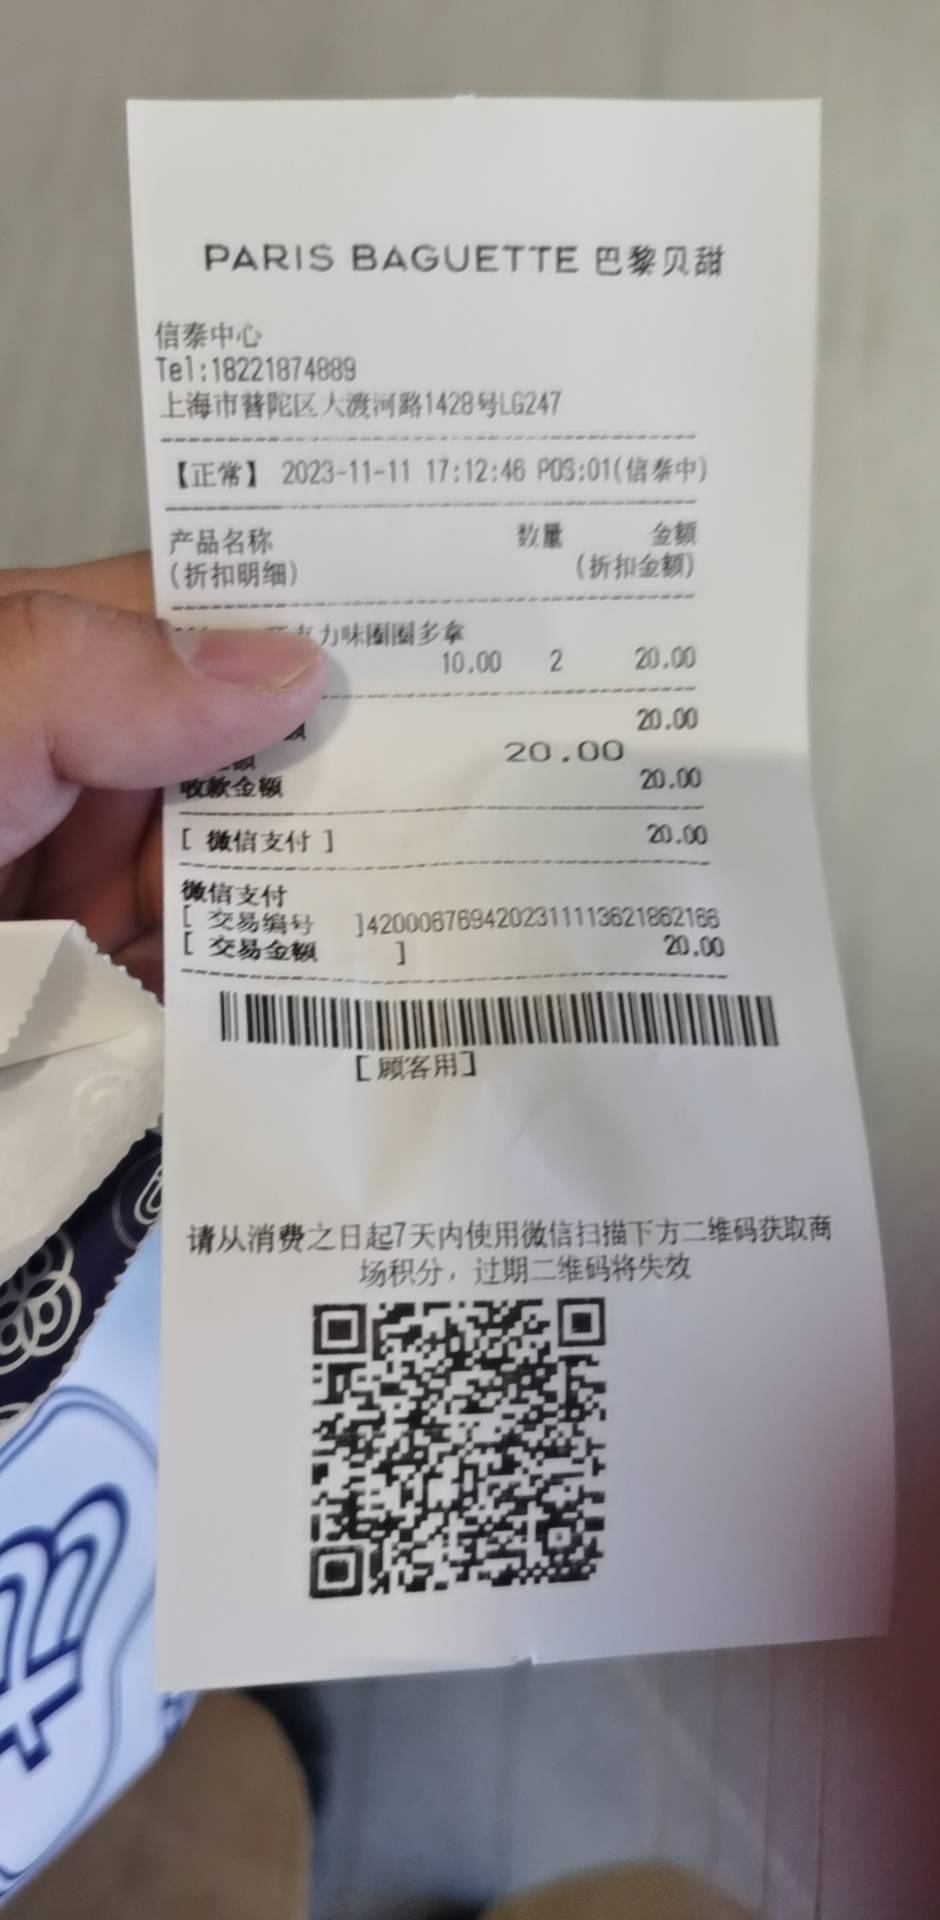 PARIS BAGUETTE 巴黎贝甜
信泰中心
Tel:18221874889
上海市普陀区大渡河路1428号LG247
【正常】 2023-11-11 17:12:46 POS:01(信泰中)
产品名称 数量 金额
(折扣明细) (折扣金额)
力味圈圈多拿
10.00 2 20.00
额 20.00
额 20.00
收款金额 20.00
[ 微信支付 ] 20.00
微信支付
[ 交易编号 ]4200067694202311113621862186
[ 交易金额 ] 20.00
[顾客用]
请从消费之日起7天内使用微信扫描下方二维码获取商
场积分，过期二维码将失效